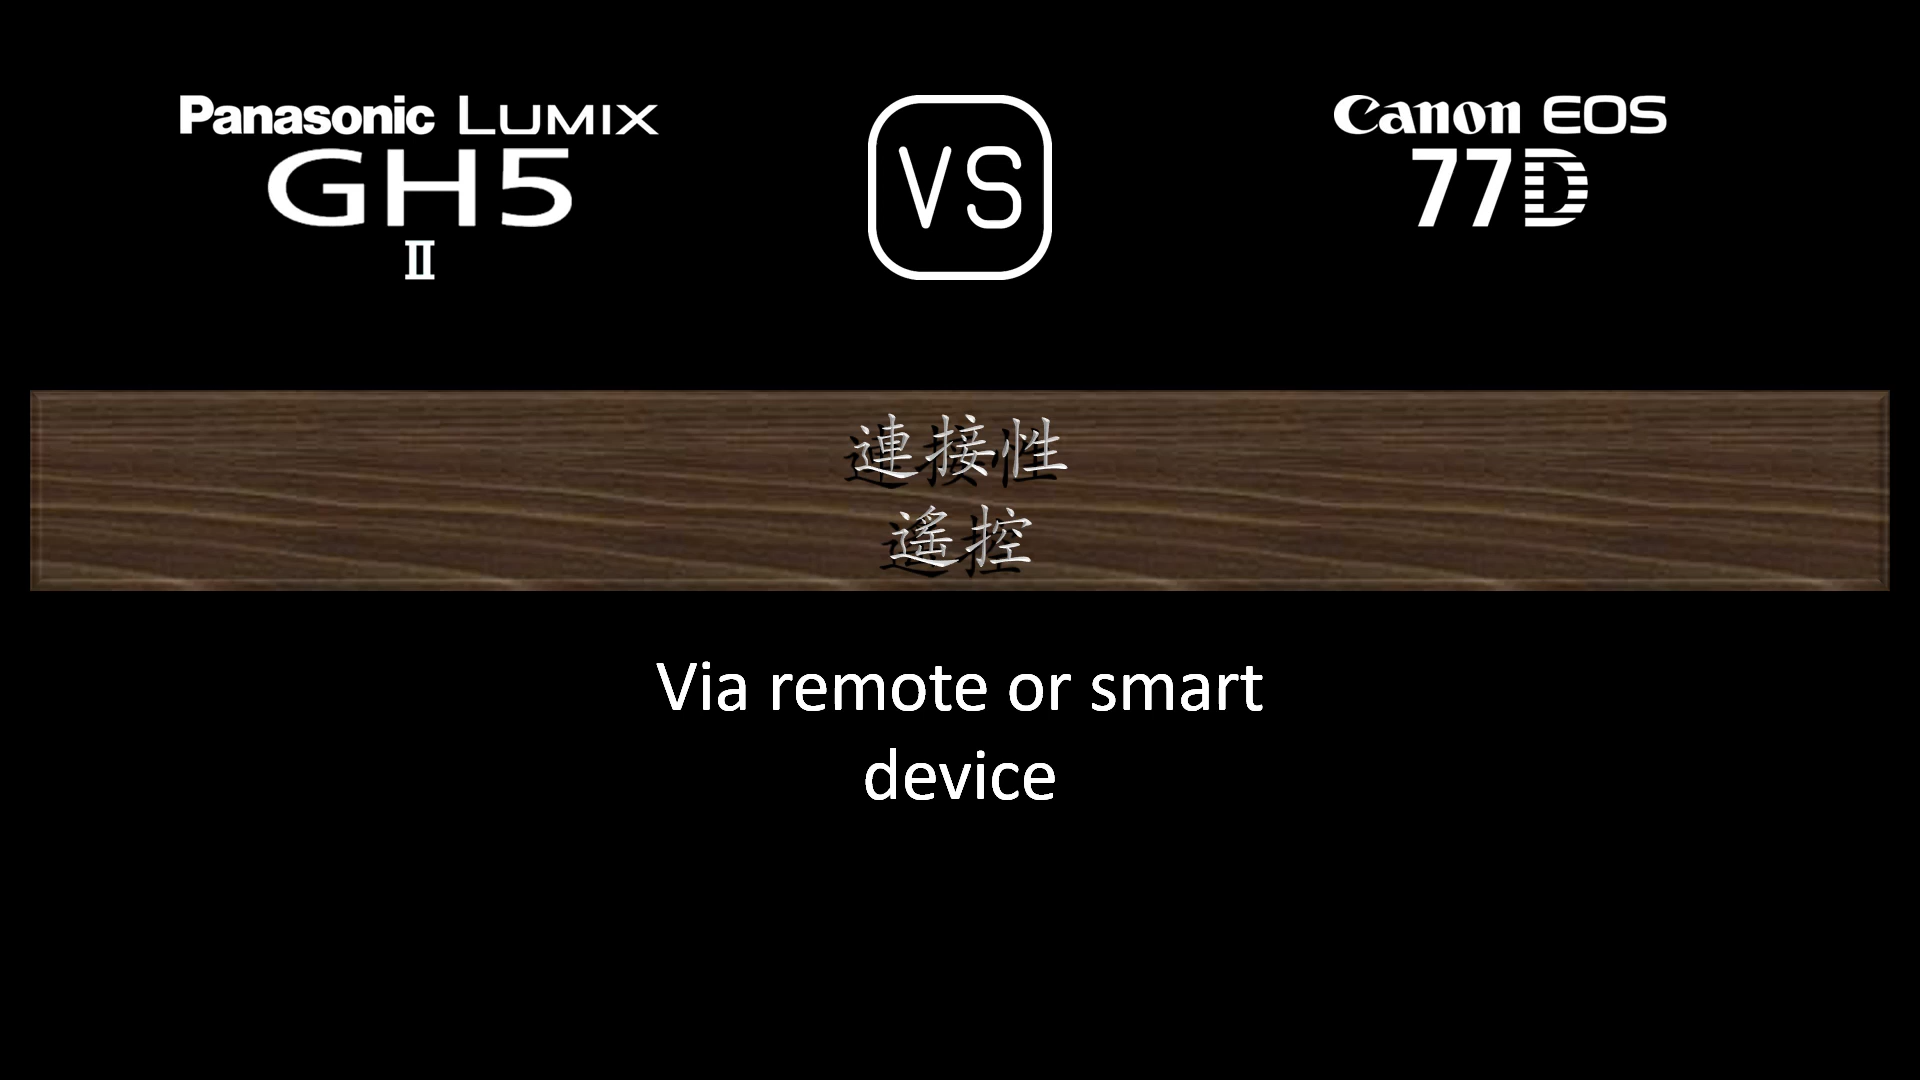 Panasonic LUMIX
GH5
II
VS
Canon EOS
77D
連接性
遙控
Via remote or smart
device